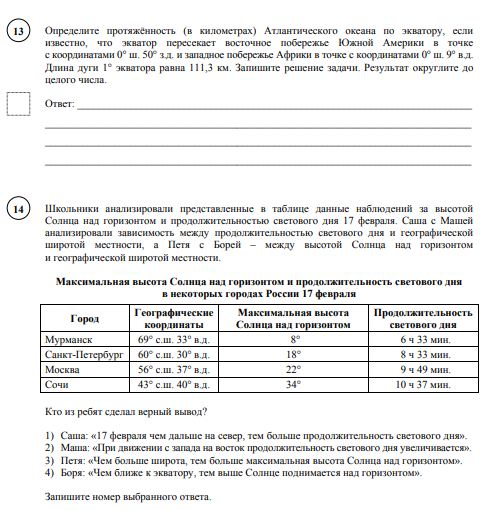 13
Определите протяжённость (в километрах) Атлантического океана по экватору, если
известно, что экватор пересекает восточное побережье Южной Америки в точке
с координатами 0° ш. 50° з.д. и западное побережье Африки в точке с координатами 0° ш. 9° в.д.
Длина дуги 1° экватора равна 111,3 км. Запишите решение задачи. Результат округлите до
целого числа.
Ответ:
14
Школьники анализировали представленные в таблице данные наблюдений за высотой
Солнца над горизонтом и продолжительностью светового дня 17 февраля. Саша с Машей
анализировали зависимость между продолжительностью светового дня и географической
широтой местности, а Петя с Борей – между высотой Солнца над горизонтом
и географической широтой местности.
Максимальная высота Солнца над горизонтом и продолжительность светового дня
в некоторых городах России 17 февраля
Город | Географические координаты | Максимальная высота Солнца над горизонтом | Продолжительность светового дня
Мурманск | 69° с.ш. 33° в.д. | 8° | 6 ч 33 мин.
Санкт-Петербург | 60° с.ш. 30° в.д. | 18° | 8 ч 33 мин.
Москва | 56° с.ш. 37° в.д. | 22° | 9 ч 49 мин.
Сочи | 43° с.ш. 40° в.д. | 34° | 10 ч 37 мин.
Кто из ребят сделал верный вывод?
1) Саша: «17 февраля чем дальше на север, тем больше продолжительность светового дня».
2) Маша: «При движении с запада на восток продолжительность светового дня увеличивается».
3) Петя: «Чем больше широта, тем больше максимальная высота Солнца над горизонтом».
4) Боря: «Чем ближе к экватору, тем выше Солнце поднимается над горизонтом».
Запишите номер выбранного ответа.